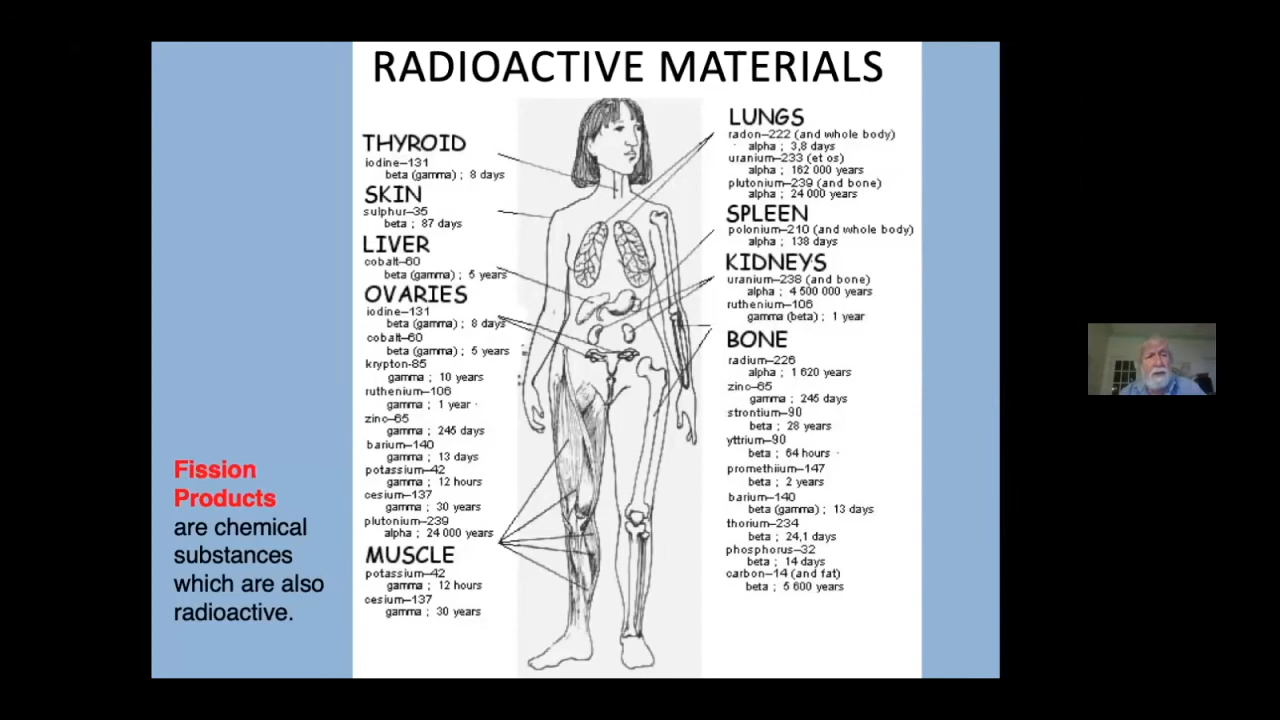 RADIOACTIVE MATERIALS
THYROID
iodine–131
beta (gamma) ; 8 days
SKIN
sulphur–35
beta ; 87 days
LIVER
cobalt–60
beta (gamma) ; 5 years
OVARIES
iodine–131
beta (gamma) ; 8 days
cobalt–60
beta (gamma) ; 5 years
krypton-85
gamma ; 10 years
ruthenium–106
gamma ; 1 year
zinc–65
gamma ; 245 days
barium–140
gamma ; 13 days
potassium–42
gamma ; 12 hours
cesium–137
gamma ; 30 years
plutonium–239
alpha ; 24 000 years
MUSCLE
potassium–42
gamma ; 12 hours
cesium–137
gamma ; 30 years
LUNGS
radon–222 (and whole body)
alpha ; 3,8 days
uranium–233 (et os)
alpha ; 162 000 years
plutonium–239 (and bone)
alpha ; 24 000 years
SPLEEN
polonium–210 (and whole body)
alpha ; 138 days
KIDNEYS
uranium–238 (and bone)
alpha ; 4 500 000 years
ruthenium–106
gamma (beta) ; 1 year
BONE
radium–226
alpha ; 1 620 years
zinc–65
gamma ; 245 days
strontium–90
beta ; 28 years
yttrium–90
beta ; 64 hours
promethiium–147
beta ; 2 years
barium–140
beta (gamma) ; 13 days
thorium–234
beta ; 24,1 days
phosphorus–32
beta ; 14 days
carbon–14 (and fat)
beta ; 5 600 years
Fission
Products
are chemical
substances
which are also
radioactive.